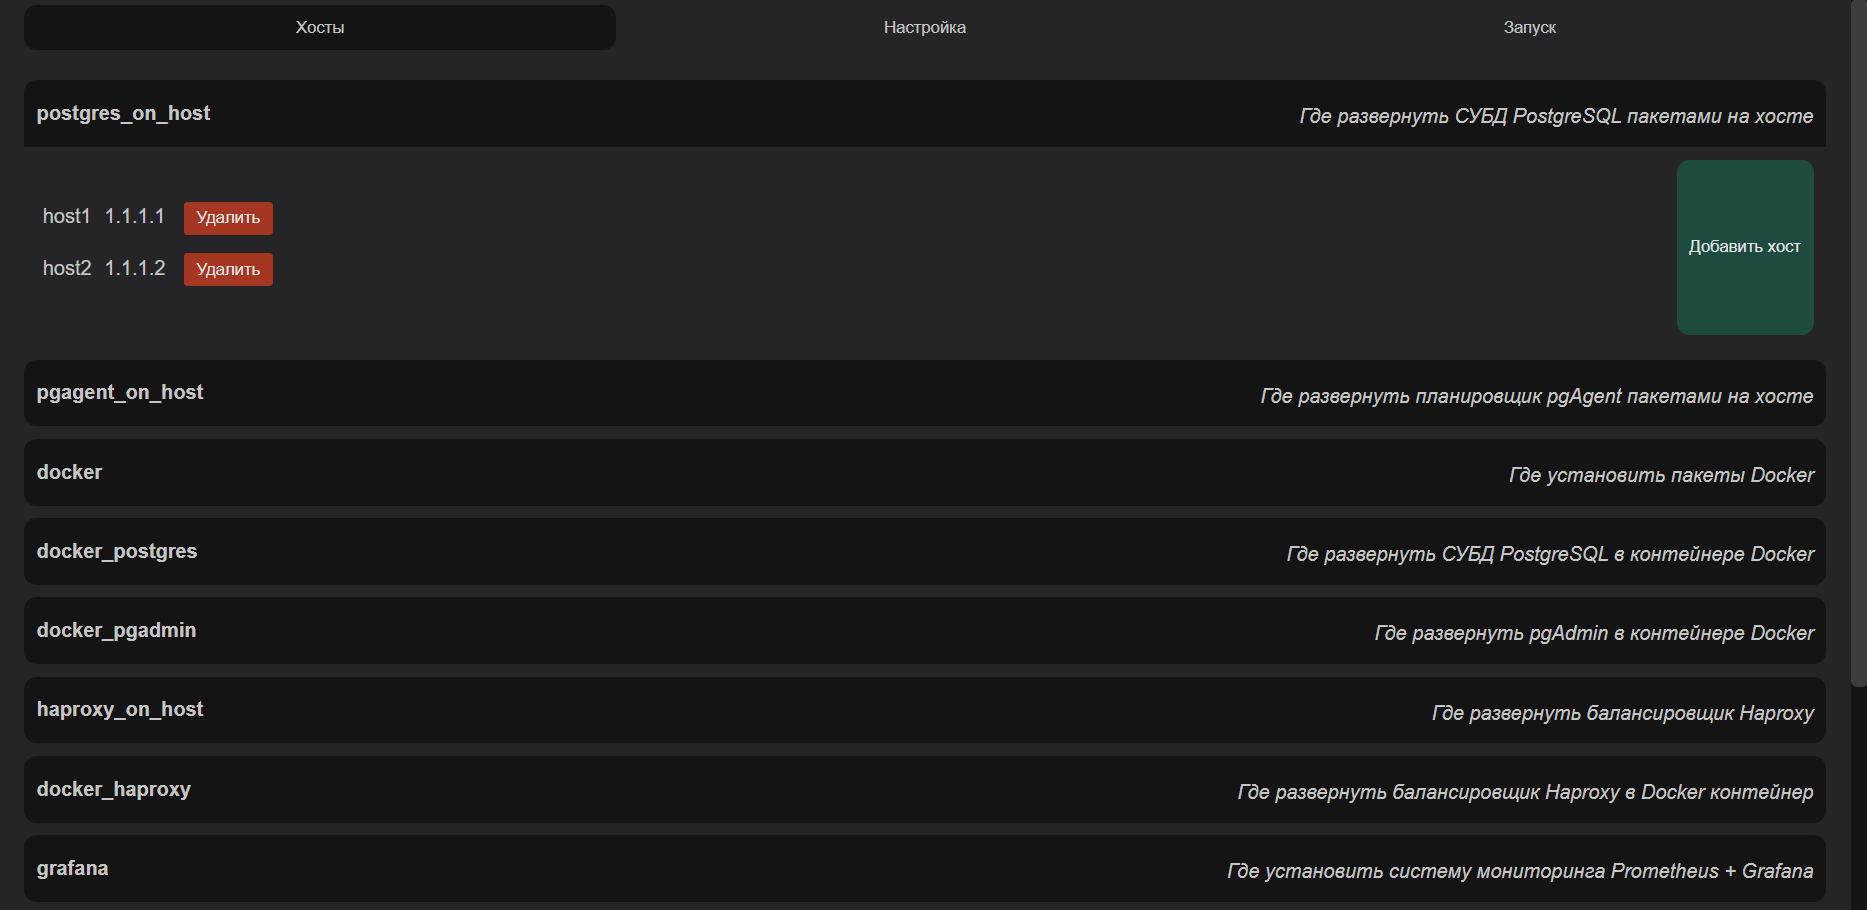 Хосты Настройка Запуск
postgres_on_host Где развернуть СУБД PostgreSQL пакетами на хосте
host1 1.1.1.1 Удалить
Добавить хост
host2 1.1.1.2 Удалить
pgagent_on_host Где развернуть планировщик pgAgent пакетами на хосте
docker Где установить пакеты Docker
docker_postgres Где развернуть СУБД PostgreSQL в контейнере Docker
docker_pgadmin Где развернуть pgAdmin в контейнере Docker
haproxy_on_host Где развернуть балансировщик Haproxy
docker_haproxy Где развернуть балансировщик Haproxy в Docker контейнер
grafana Где установить систему мониторинга Prometheus + Grafana